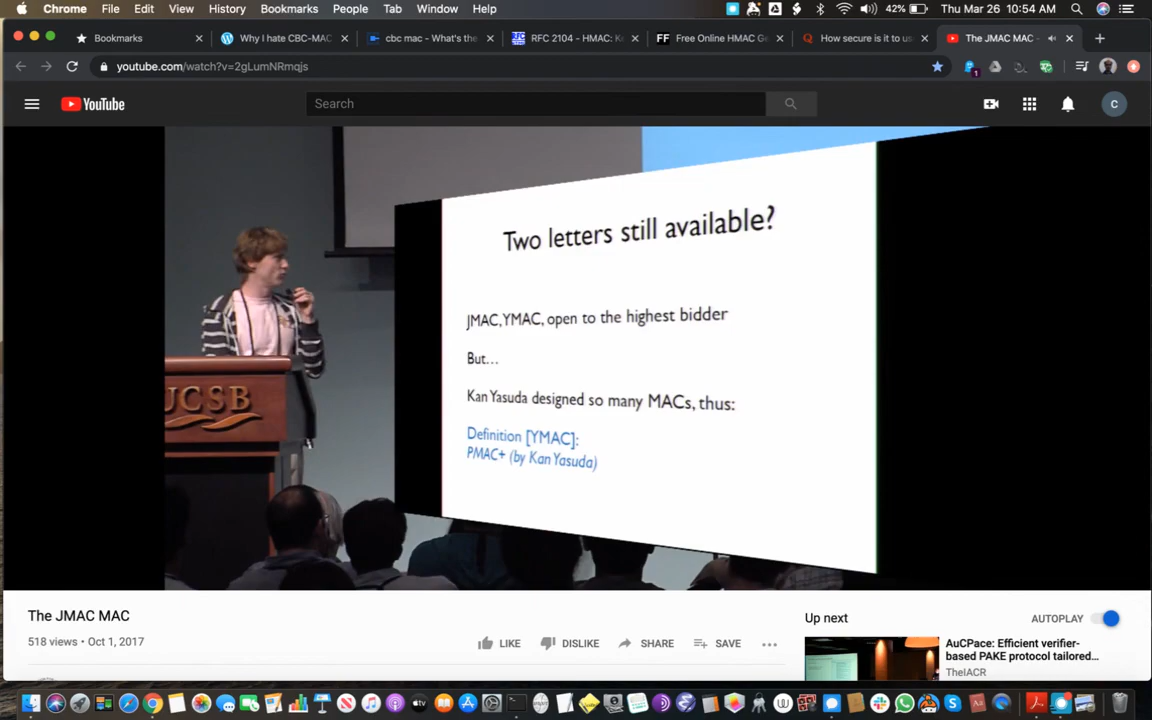 Chrome File Edit View History Bookmarks People Tab Window Help 42% Thu Mar 26 10:54 AM
Bookmarks Why I hate CBC-MAC cbc mac - What's the RFC 2104 - HMAC: K Free Online HMAC Ge How secure is it to us The JMAC MAC -
youtube.com/watch?v=2gLumNRmqjs 1
YouTube Search C
Two letters still available?
JMAC, YMAC, open to the highest bidder
But...
Kan Yasuda designed so many MACs, thus:
Definition [YMAC]:
PMAC+ (by Kan Yasuda)
UCSB
The JMAC MAC
518 views • Oct 1, 2017
LIKE DISLIKE SHARE SAVE
Up next AUTOPLAY
AuCPace: Efficient verifier-
based PAKE protocol tailored...
TheIACR